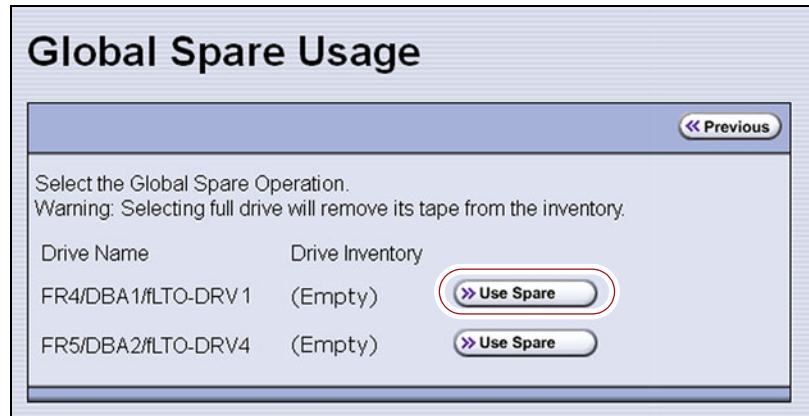 Global Spare Usage
Previous
Select the Global Spare Operation.
Warning: Selecting full drive will remove its tape from the inventory.
Drive Name Drive Inventory
FR4/DBA1/fLTO-DRV1 (Empty) Use Spare
FR5/DBA2/fLTO-DRV4 (Empty) Use Spare